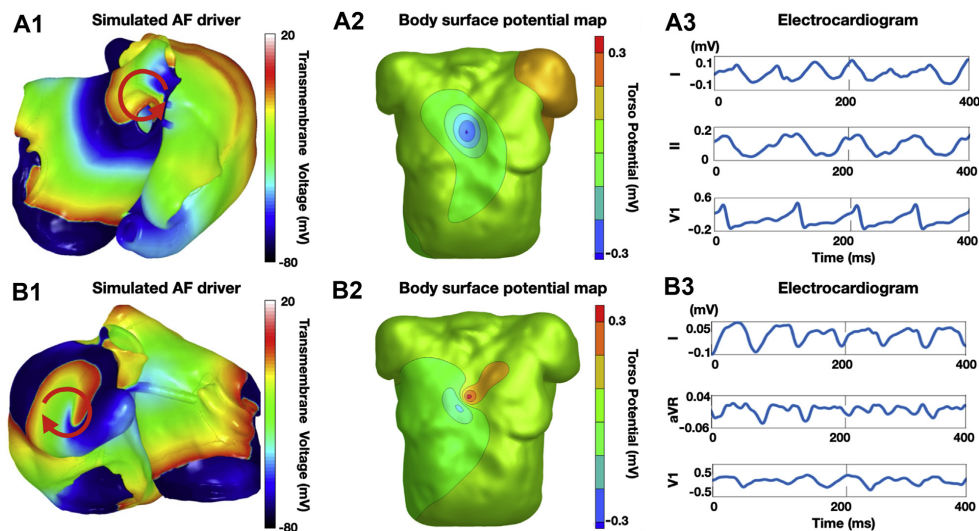 A1
Simulated AF driver
20
Transmembrane Voltage (mV)
-80
A2
Body surface potential map
0.3
Torso Potential (mV)
-0.3
A3
Electrocardiogram
(mV)
I
0.1
-0.1
0 200 400
II
0.2
0
0 200 400
V1
0.6
-0.2
0 200 400
Time (ms)
B1
Simulated AF driver
20
Transmembrane Voltage (mV)
-80
B2
Body surface potential map
0.3
Torso Potential (mV)
-0.3
B3
Electrocardiogram
(mV)
I
0.05
-0.1
0 200 400
aVR
0.04
-0.06
0 200 400
V1
0.5
-0.5
0 200 400
Time (ms)